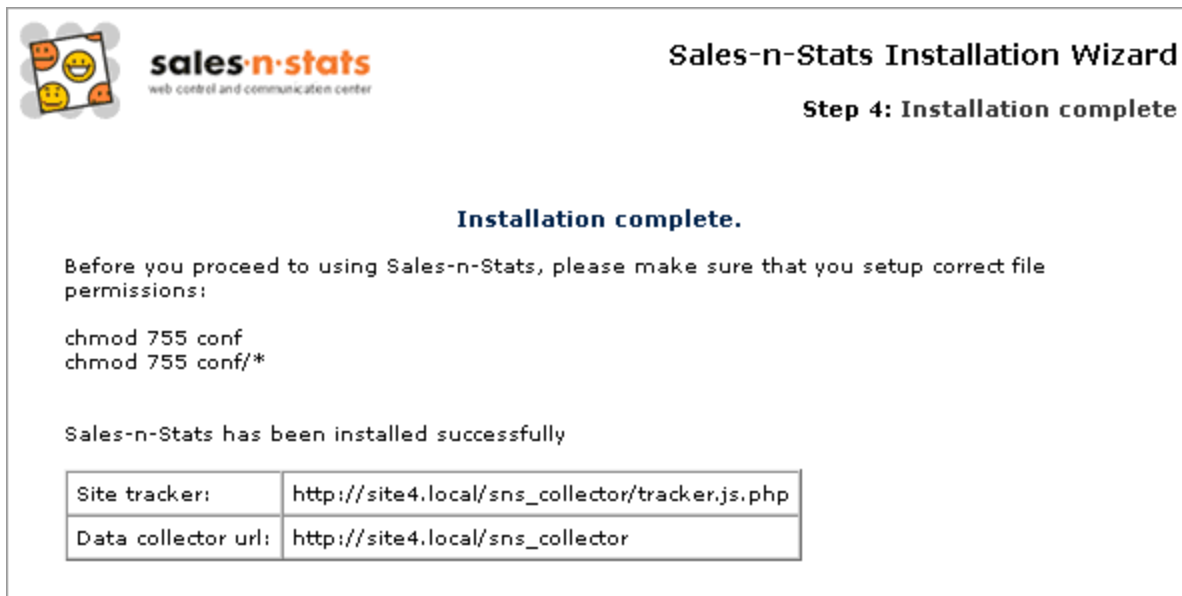 sales·n·stats
web control and communication center
Sales-n-Stats Installation Wizard
Step 4: Installation complete
Installation complete.
Before you proceed to using Sales-n-Stats, please make sure that you setup correct file
permissions:
chmod 755 conf
chmod 755 conf/*
Sales-n-Stats has been installed successfully
Site tracker: http://site4.local/sns_collector/tracker.js.php
Data collector url: http://site4.local/sns_collector